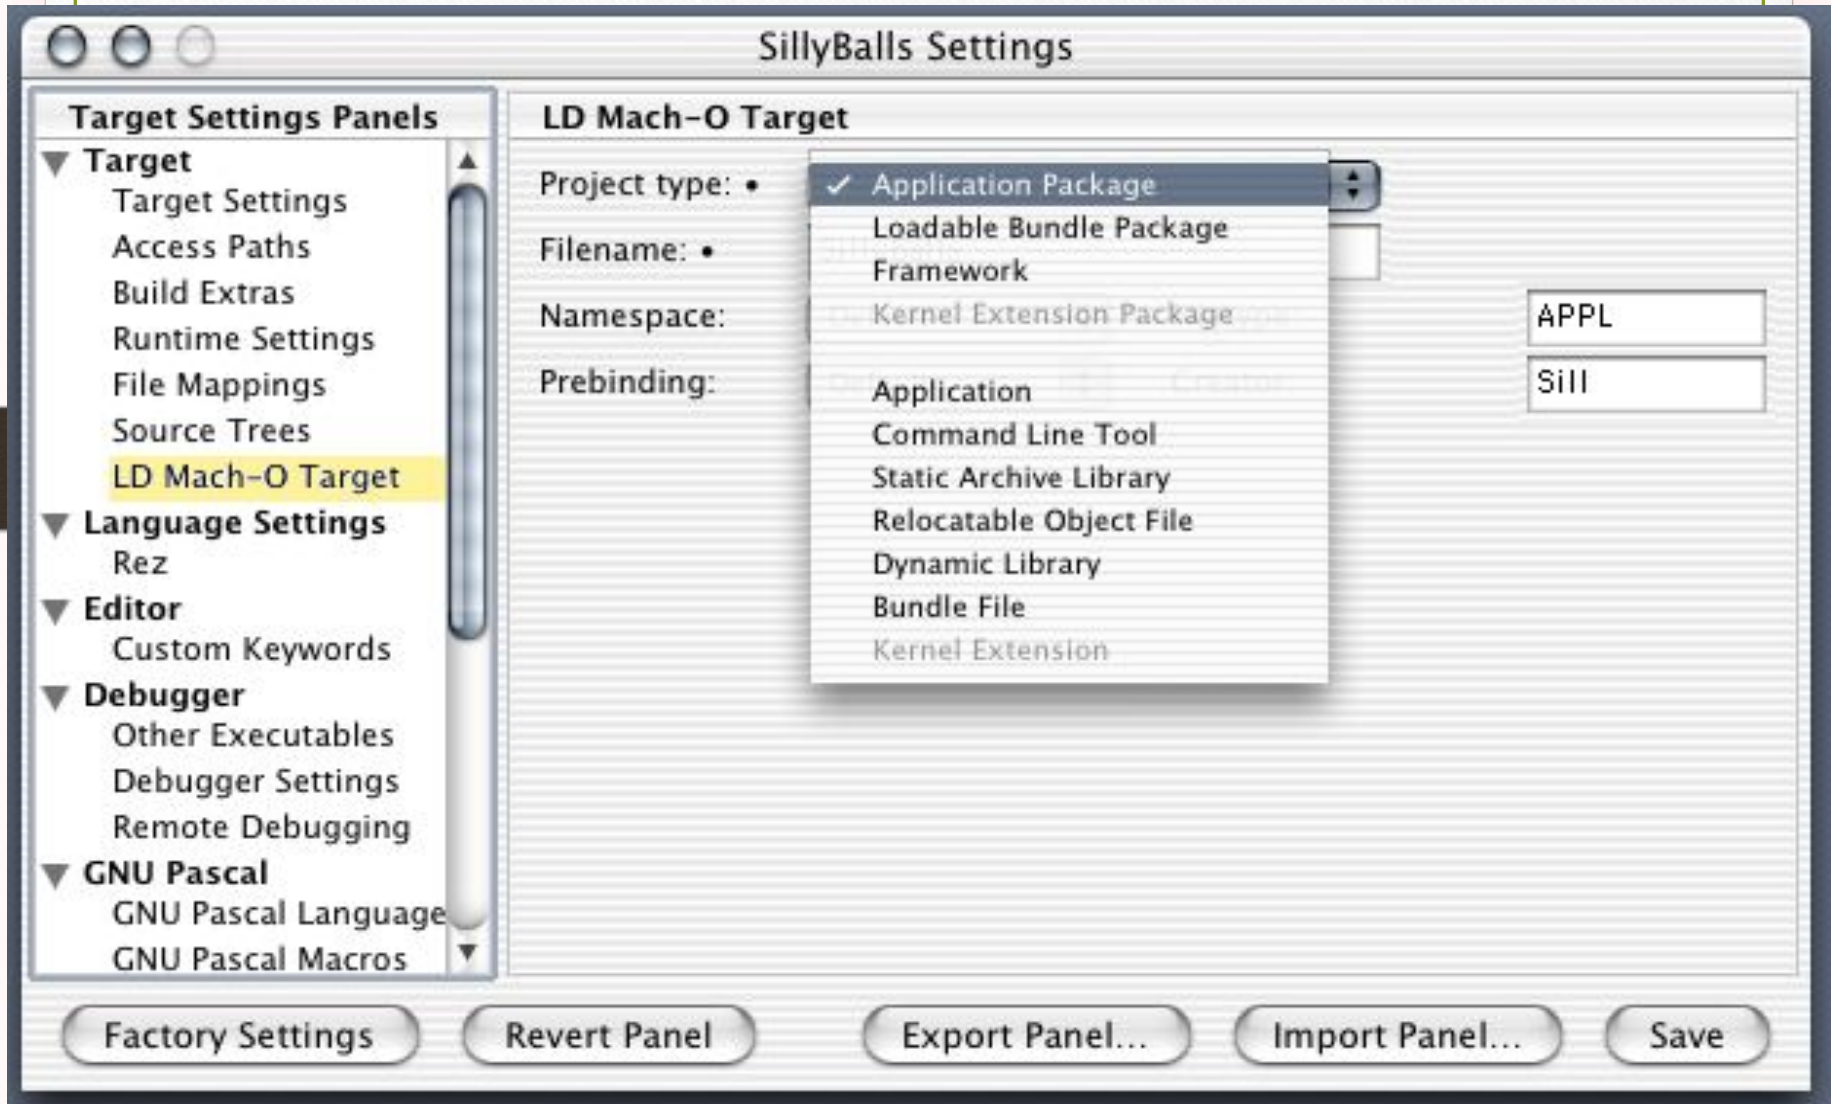 SillyBalls Settings
Target Settings Panels
Target
Target Settings
Access Paths
Build Extras
Runtime Settings
File Mappings
Source Trees
LD Mach-O Target
Language Settings
Rez
Editor
Custom Keywords
Debugger
Other Executables
Debugger Settings
Remote Debugging
GNU Pascal
GNU Pascal Language
GNU Pascal Macros
LD Mach-O Target
Project type: •
Filename: •
Namespace:
Prebinding:
✓ Application Package
Loadable Bundle Package
Framework
Kernel Extension Package
Application
Command Line Tool
Static Archive Library
Relocatable Object File
Dynamic Library
Bundle File
Kernel Extension
Creator:
APPL
Sill
Factory Settings
Revert Panel
Export Panel...
Import Panel...
Save